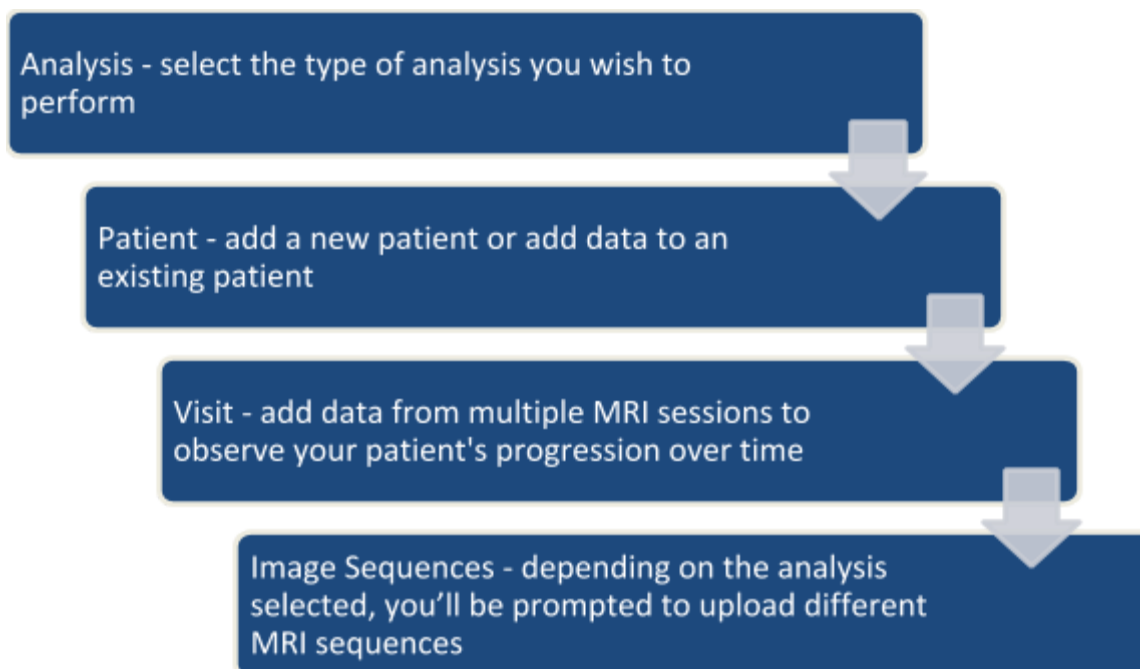 Analysis - select the type of analysis you wish to
perform
Patient - add a new patient or add data to an
existing patient
Visit - add data from multiple MRI sessions to
observe your patient's progression over time
Image Sequences - depending on the analysis
selected, you’ll be prompted to upload different
MRI sequences